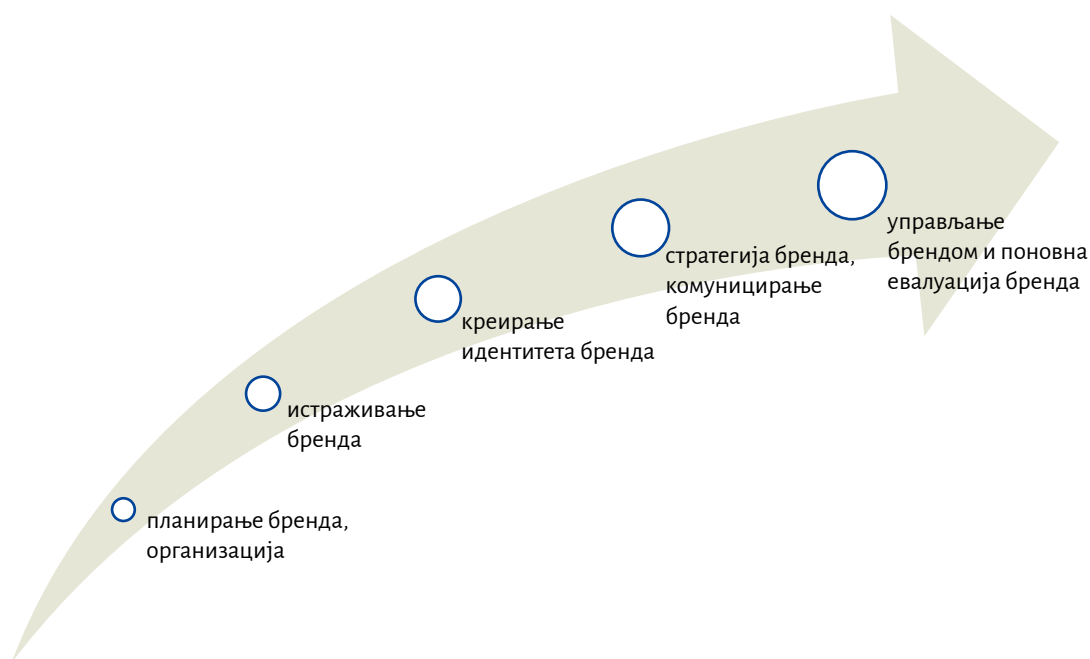 планирање бренда,
организација
истраживање
бренда
креирање
идентитета бренда
стратегија бренда,
комуницирање
бренда
управљање
брендом и поновна
евалуација бренда